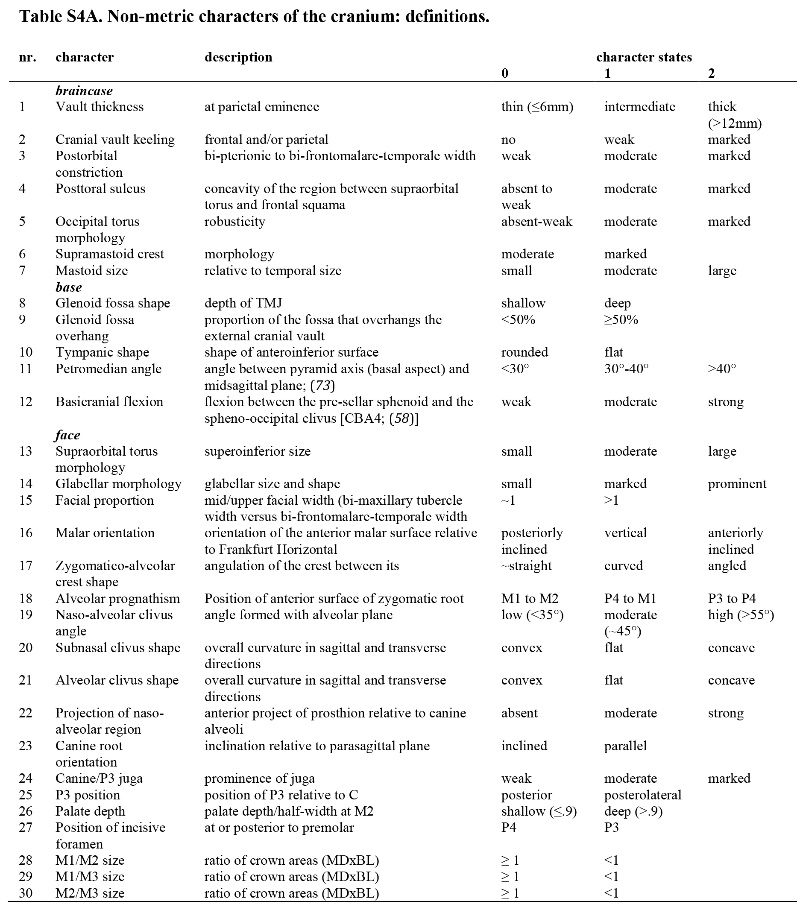 Table S4A. Non-metric characters of the cranium: definitions.
nr. character description character states
0 1 2
braincase
1 Vault thickness at parietal eminence thin (≤6mm) intermediate thick
(>12mm)
2 Cranial vault keeling frontal and/or parietal no weak marked
3 Postorbital bi-pterionic to bi-frontomalare-temporale width weak moderate marked
constriction
4 Posttoral sulcus concavity of the region between supraorbital absent to moderate marked
torus and frontal squama weak
5 Occipital torus robusticity absent-weak moderate marked
morphology
6 Supramastoid crest morphology moderate marked
7 Mastoid size relative to temporal size small moderate large
base
8 Glenoid fossa shape depth of TMJ shallow deep
9 Glenoid fossa proportion of the fossa that overhangs the <50% ≥50%
overhang external cranial vault
10 Tympanic shape shape of anteroinferior surface rounded flat
11 Petromedian angle angle between pyramid axis (basal aspect) and <30° 30°-40° >40°
midsagittal plane; (73)
12 Basicranial flexion flexion between the pre-sellar sphenoid and the weak moderate strong
spheno-occipital clivus [CBA4; (58)]
face
13 Supraorbital torus superoinferior size small moderate large
morphology
14 Glabellar morphology glabellar size and shape small marked prominent
15 Facial proportion mid/upper facial width (bi-maxillary tubercle ~1 >1
width versus bi-frontomalare-temporale width
16 Malar orientation orientation of the anterior malar surface relative posteriorly vertical anteriorly
to Frankfurt Horizontal inclined inclined
17 Zygomatico-alveolar angulation of the crest between its ~straight curved angled
crest shape
18 Alveolar prognathism Position of anterior surface of zygomatic root M1 to M2 P4 to M1 P3 to P4
19 Naso-alveolar clivus angle formed with alveolar plane low (<35°) moderate high (>55°)
angle (~45°)
20 Subnasal clivus shape overall curvature in sagittal and transverse convex flat concave
directions
21 Alveolar clivus shape overall curvature in sagittal and transverse convex flat concave
directions
22 Projection of naso- anterior project of prosthion relative to canine absent moderate strong
alveolar region alveoli
23 Canine root inclination relative to parasagittal plane inclined parallel
orientation
24 Canine/P3 juga prominence of juga weak moderate marked
25 P3 position position of P3 relative to C posterior posterolateral
26 Palate depth palate depth/half-width at M2 shallow (≤.9) deep (>.9)
27 Position of incisive at or posterior to premolar P4 P3
foramen
28 M1/M2 size ratio of crown areas (MDxBL) ≥ 1 <1
29 M1/M3 size ratio of crown areas (MDxBL) ≥ 1 <1
30 M2/M3 size ratio of crown areas (MDxBL) ≥ 1 <1